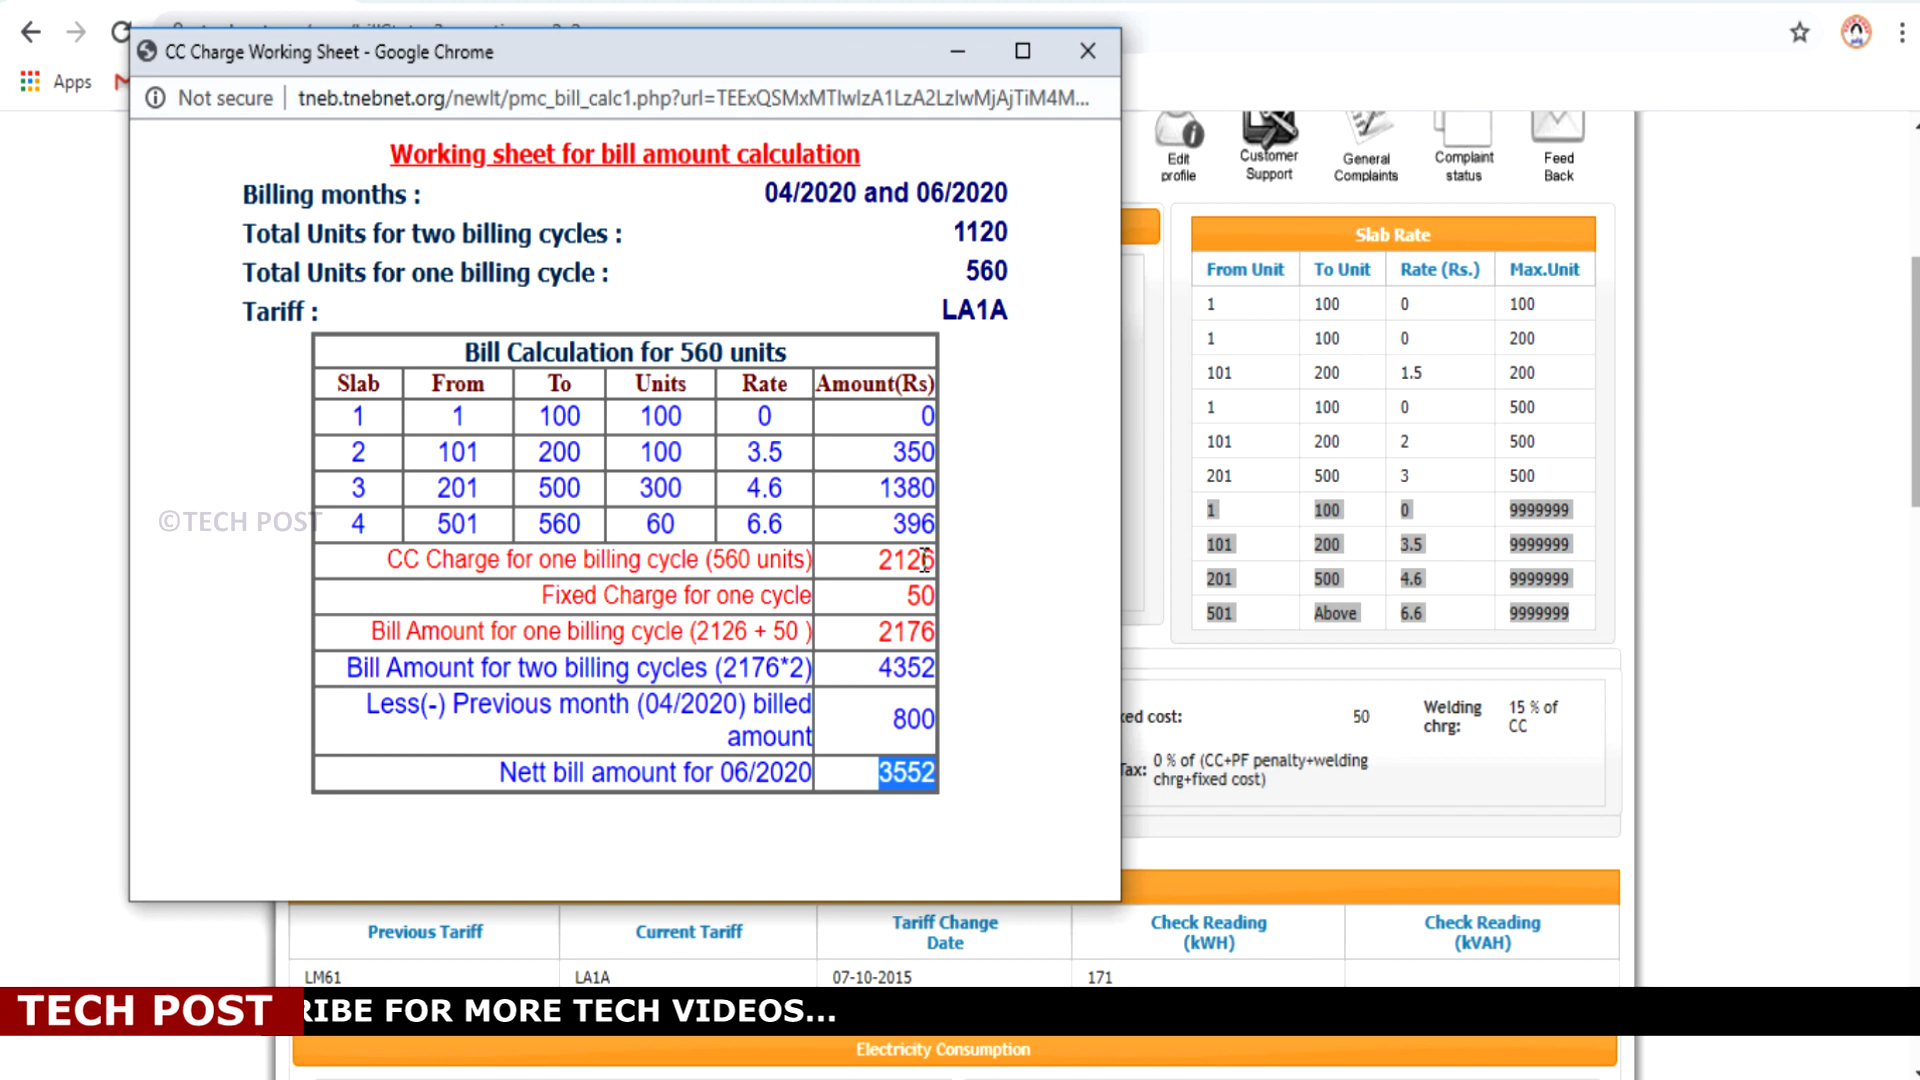 CC Charge Working Sheet - Google Chrome
Apps
Not secure | tneb.tnebnet.org/newlt/pmc_bill_calc1.php?url=TEExQSMxMTIwIzA1LzA2LzIwMjAjTiM4M...
Working sheet for bill amount calculation
Billing months : 04/2020 and 06/2020
Total Units for two billing cycles : 1120
Total Units for one billing cycle : 560
Tariff : LA1A
Bill Calculation for 560 units
Slab From To Units Rate Amount(Rs)
1 1 100 100 0 0
2 101 200 100 3.5 350
3 201 500 300 4.6 1380
4 501 560 60 6.6 396
CC Charge for one billing cycle (560 units) 2126
Fixed Charge for one cycle 50
Bill Amount for one billing cycle (2126 + 50 ) 2176
Bill Amount for two billing cycles (2176*2) 4352
Less(-) Previous month (04/2020) billed
amount 800
Nett bill amount for 06/2020 3552
©TECH POST
Edit
profile
Customer
Support
General
Complaints
Complaint
status
Feed
Back
Slab Rate
From Unit To Unit Rate (Rs.) Max.Unit
1 100 0 100
1 100 0 200
101 200 1.5 200
1 100 0 500
101 200 2 500
201 500 3 500
1 100 0 9999999
101 200 3.5 9999999
201 500 4.6 9999999
501 Above 6.6 9999999
xed cost: 50
Welding
chrg:
15 % of
CC
Tax:
0 % of (CC+PF penalty+welding
chrg+fixed cost)
Previous Tariff
Current Tariff
Tariff Change
Date
Check Reading
(kWH)
Check Reading
(kVAH)
LM61 LA1A 07-10-2015 171
TECH POST
RIBE FOR MORE TECH VIDEOS...
Electricity Consumption